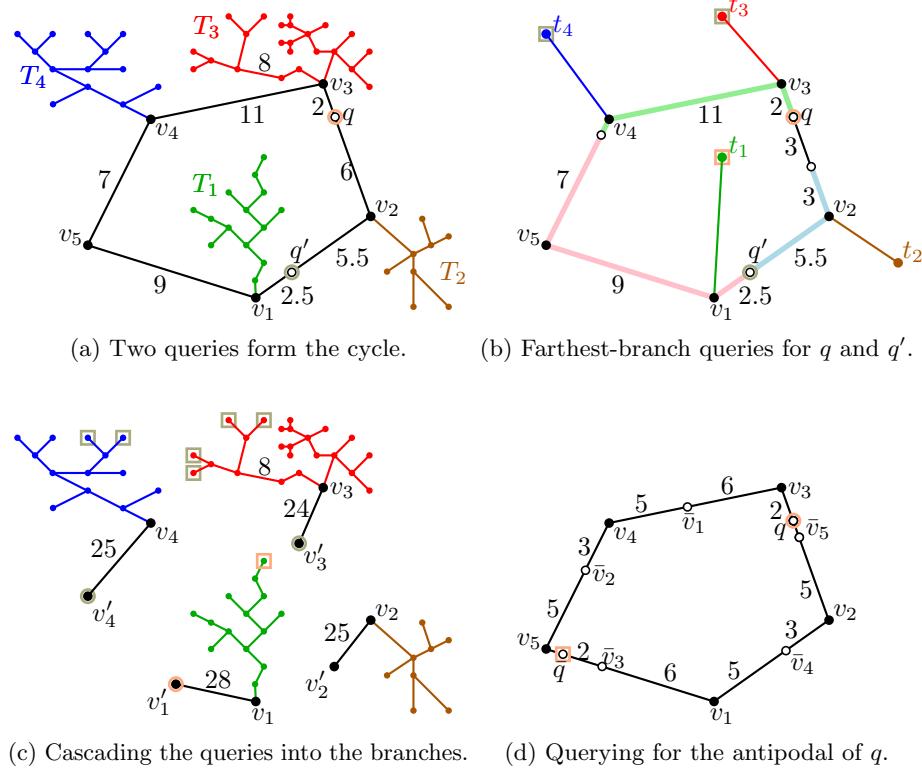 T₃
t₃
t₄
T₄
8
v₃
v₃
2 q
2 q
11
v₄
11
v₄
3
t₁
7
T₁
6
7
3
v₂
v₂
v₅
v₅
q′
5.5
T₂
q′
5.5
t₂
9
2.5
9
2.5
v₁
v₁
(a) Two queries form the cycle.
(b) Farthest-branch queries for q and q′.
8
v₃
6
v₃
24
5
v̄₁
2
v₄
v₄
q
v̄₅
25
v′₃
3
v̄₂
v′₄
5
5
25
v₂
v₂
v₅
3
v′₂
2
v̄₃
v̄₄
q
28
6
5
v′₁
v₁
v₁
(c) Cascading the queries into the branches.
(d) Querying for the antipodal of q.